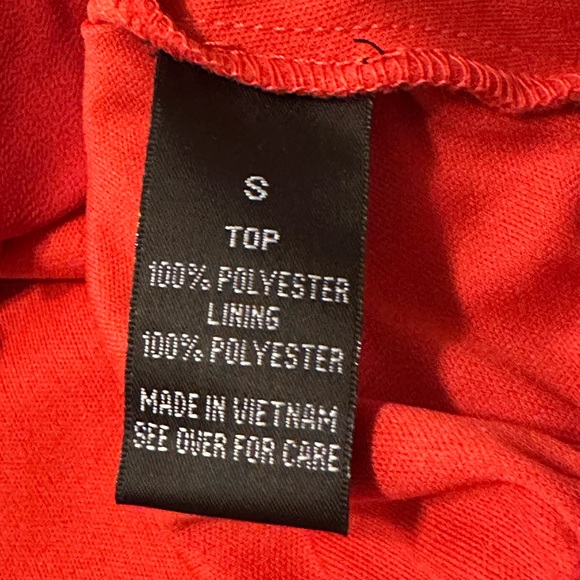 S
TOP
100% POLYESTER
LINING
100% POLYESTER
MADE IN VIETNAM
SEE OVER FOR CARE